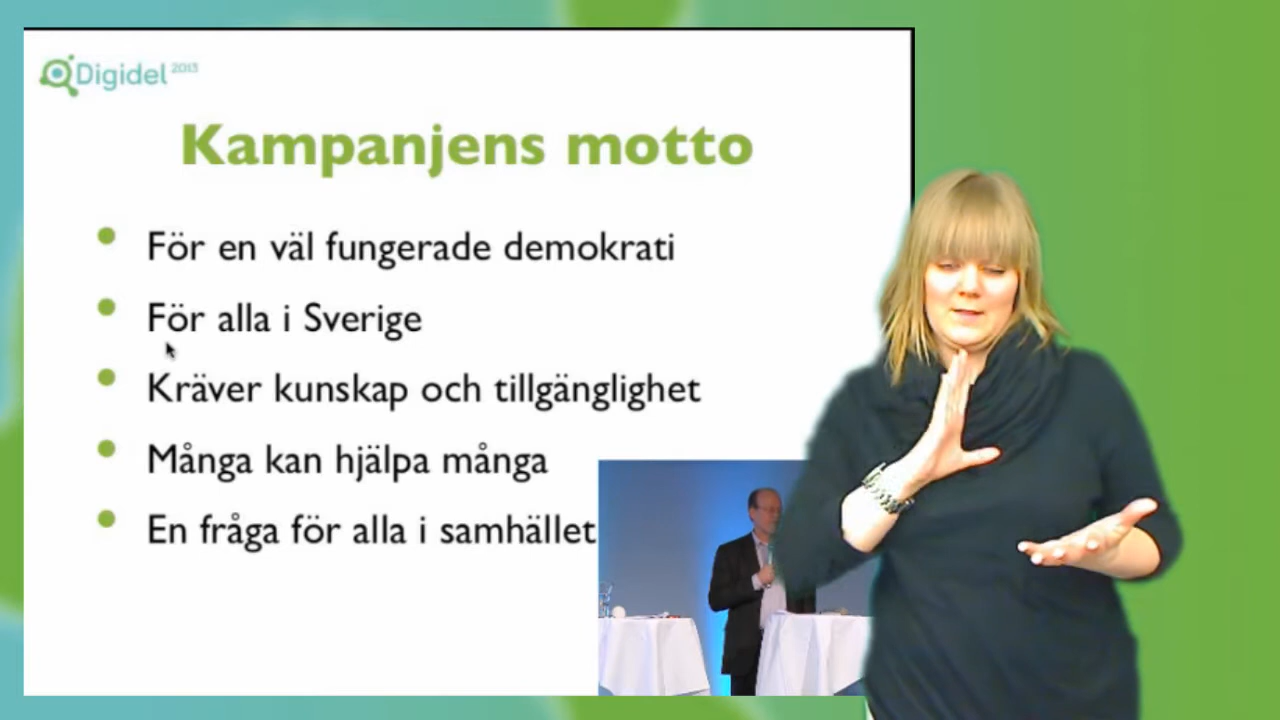 Digidel 2013
Kampanjens motto
• För en väl fungerade demokrati
• För alla i Sverige
• Kräver kunskap och tillgänglighet
• Många kan hjälpa många
• En fråga för alla i samhället